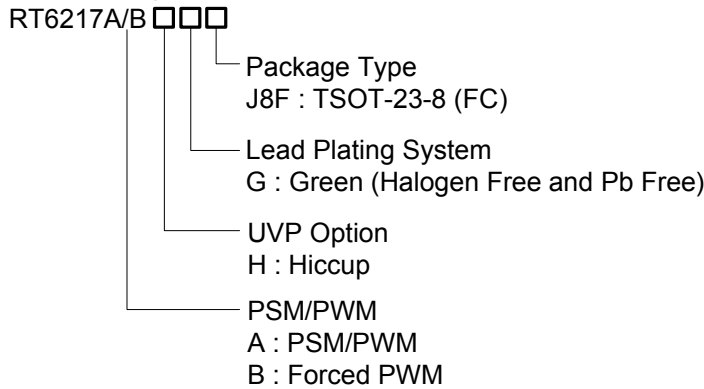 RT6217A/B
Package Type
J8F : TSOT-23-8 (FC)
Lead Plating System
G : Green (Halogen Free and Pb Free)
UVP Option
H : Hiccup
PSM/PWM
A : PSM/PWM
B : Forced PWM